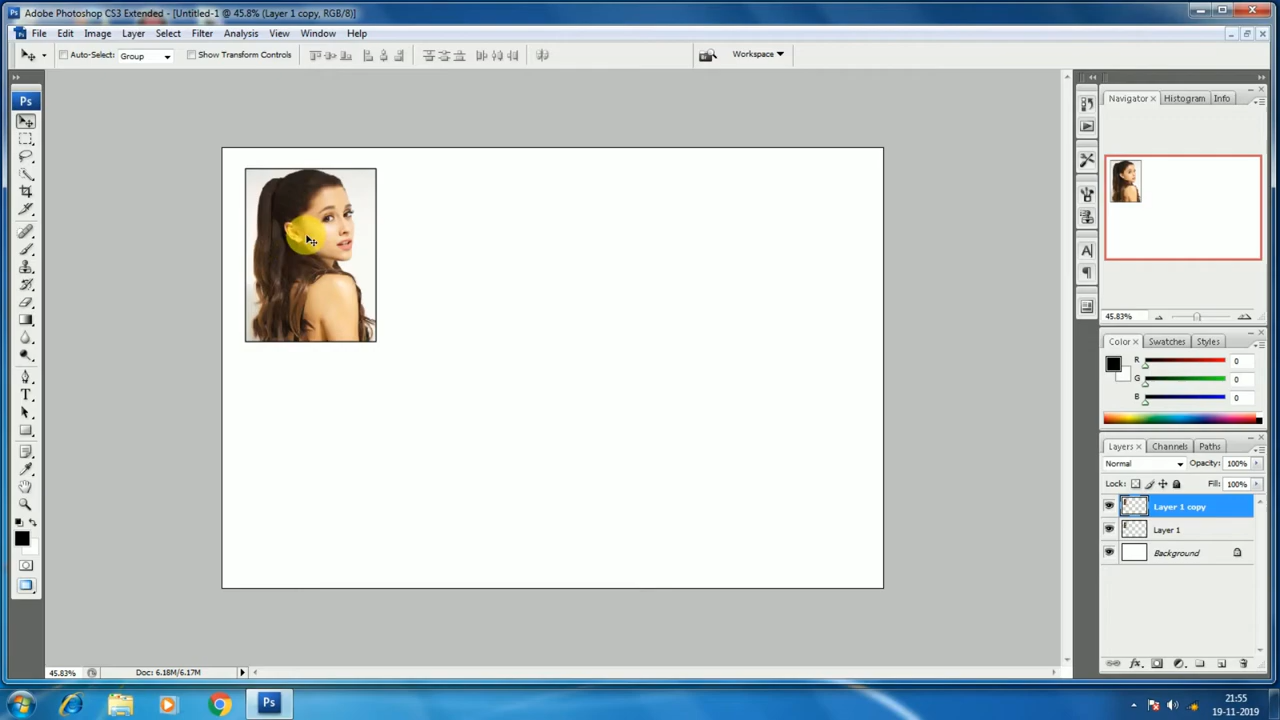 Adobe Photoshop CS3 Extended - [Untitled-1 @ 45.8% (Layer 1 copy, RGB/8)]
File Edit Image Layer Select Filter Analysis View Window Help
Auto-Select: Group Show Transform Controls Workspace
Ps
Navigator Histogram Info
45.83%
Color Swatches Styles
R 0
G 0
B 0
Layers Channels Paths
Normal Opacity: 100%
Lock: Fill: 100%
Layer 1 copy
Layer 1
Background
45.83% Doc: 6.18M/6.17M
Ps
21:55
19-11-2019